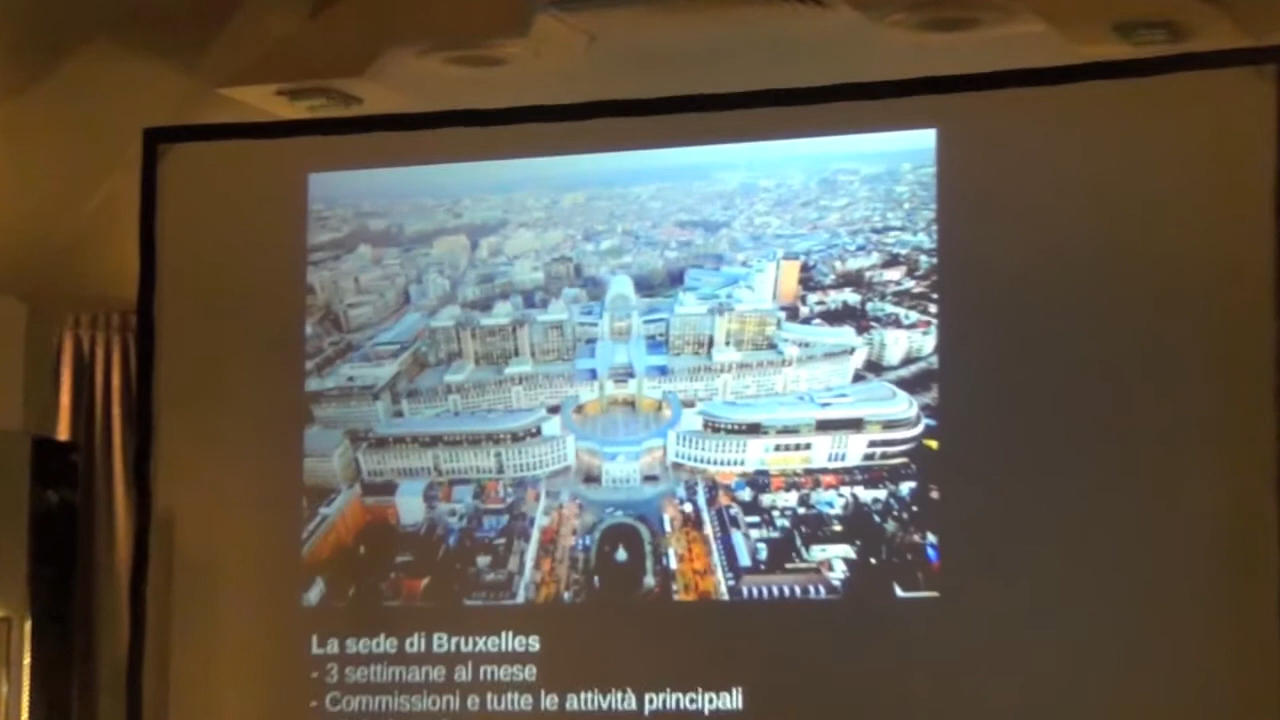 La sede di Bruxelles
- 3 settimane al mese
- Commissioni e tutte le attività principali